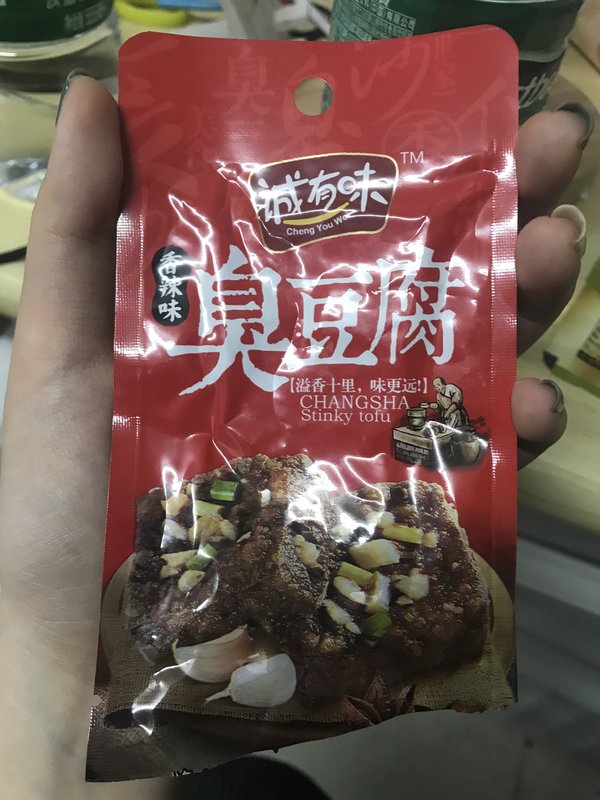 诚有味
TM
Cheng You Wei
香辣味
臭豆腐
【溢香十里，味更远！】
CHANGSHA
Stinky tofu